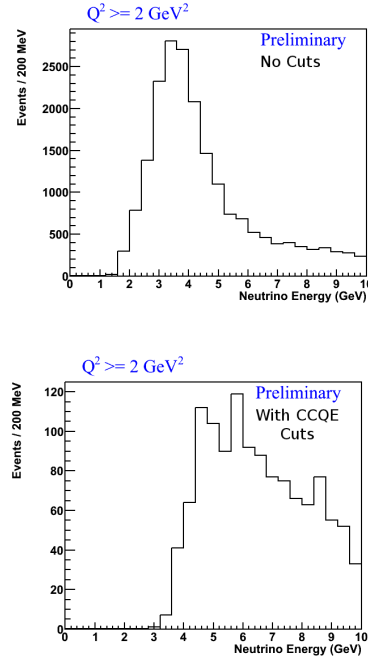 Q² >= 2 GeV²
Preliminary
No Cuts
Events / 200 MeV
2500
2000
1500
1000
500
0
0 1 2 3 4 5 6 7 8 9 10
Neutrino Energy (GeV)
Q² >= 2 GeV²
Preliminary
With CCQE
Cuts
Events / 200 MeV
120
100
80
60
40
20
0
0 1 2 3 4 5 6 7 8 9 10
Neutrino Energy (GeV)